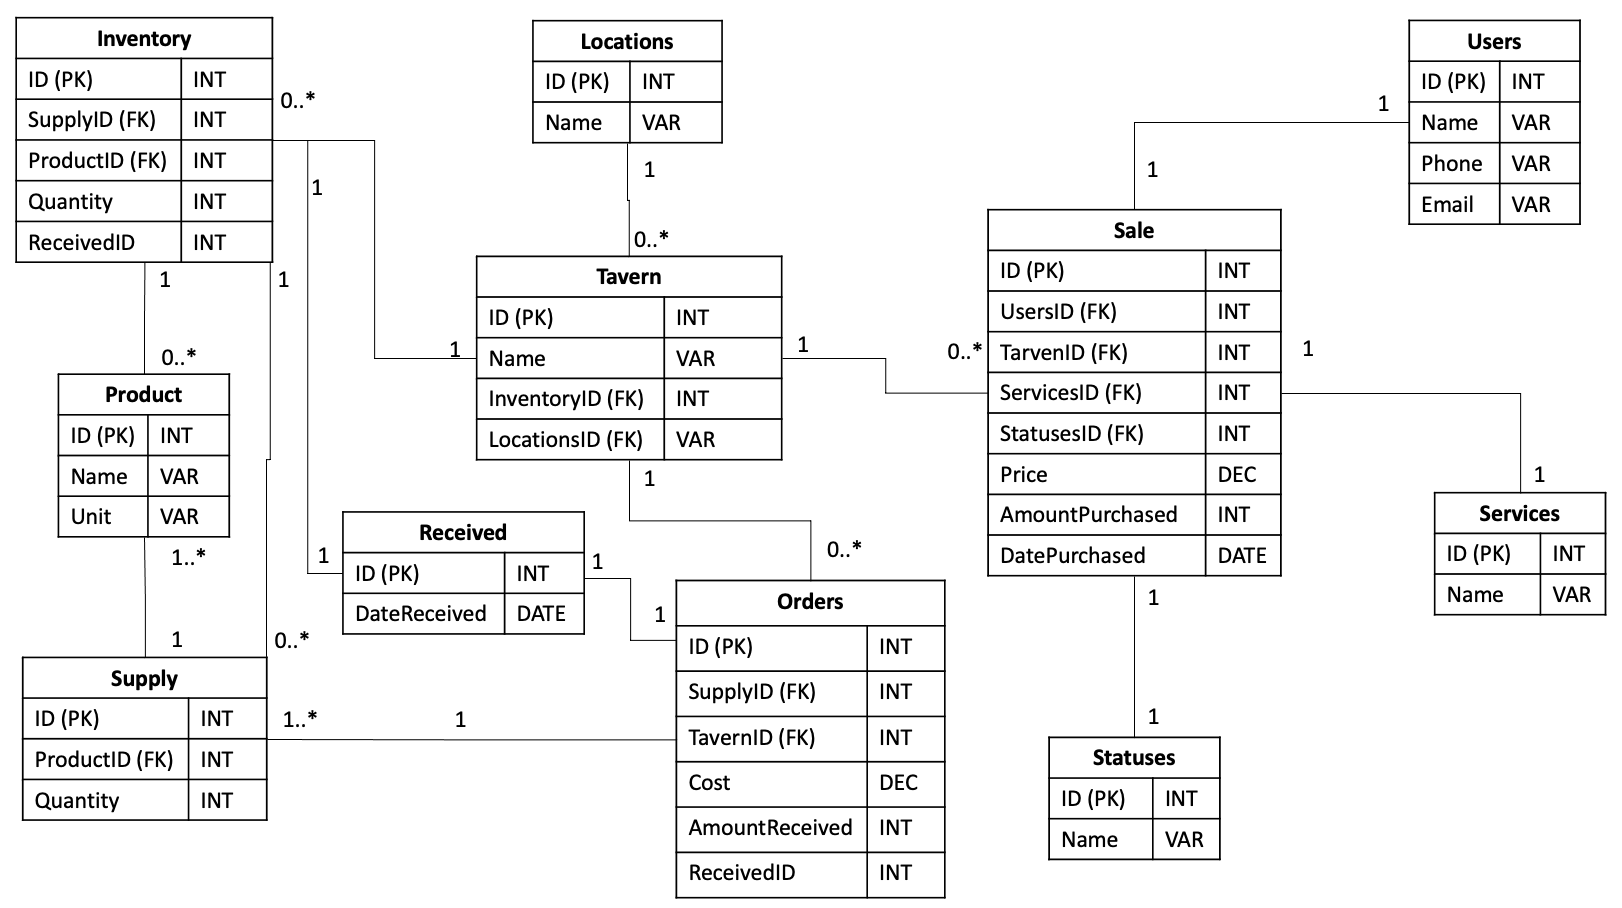 Inventory
ID (PK) INT
SupplyID (FK) INT
ProductID (FK) INT
Quantity INT
ReceivedID INT
0..*
1
1
1
Locations
ID (PK) INT
Name VAR
1
0..*
Users
ID (PK) INT
Name VAR
Phone VAR
Email VAR
1
1
Tavern
ID (PK) INT
Name VAR
InventoryID (FK) INT
LocationsID (FK) VAR
1
1
1
0..*
Sale
ID (PK) INT
UsersID (FK) INT
TarvenID (FK) INT
ServicesID (FK) INT
StatusesID (FK) INT
Price DEC
AmountPurchased INT
DatePurchased DATE
0..*
1
1
1
1
Product
ID (PK) INT
Name VAR
Unit VAR
0..*
1..*
Received
ID (PK) INT
DateReceived DATE
1
1
1
Services
ID (PK) INT
Name VAR
Orders
ID (PK) INT
SupplyID (FK) INT
TavernID (FK) INT
Cost DEC
AmountReceived INT
ReceivedID INT
Supply
ID (PK) INT
ProductID (FK) INT
Quantity INT
1
0..*
1..*
1
Statuses
ID (PK) INT
Name VAR